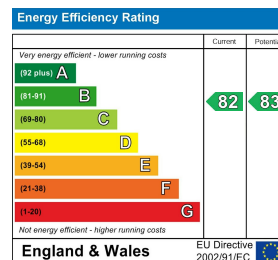 Energy Efficiency Rating
Current Potentia
Very energy efficient - lower running costs
(92 plus) A
(81-91) B
82 83
(69-80) C
(55-68) D
(39-54) E
(21-38) F
(1-20) G
Not energy efficient - higher running costs
England & Wales
EU Directive
2002/91/EC